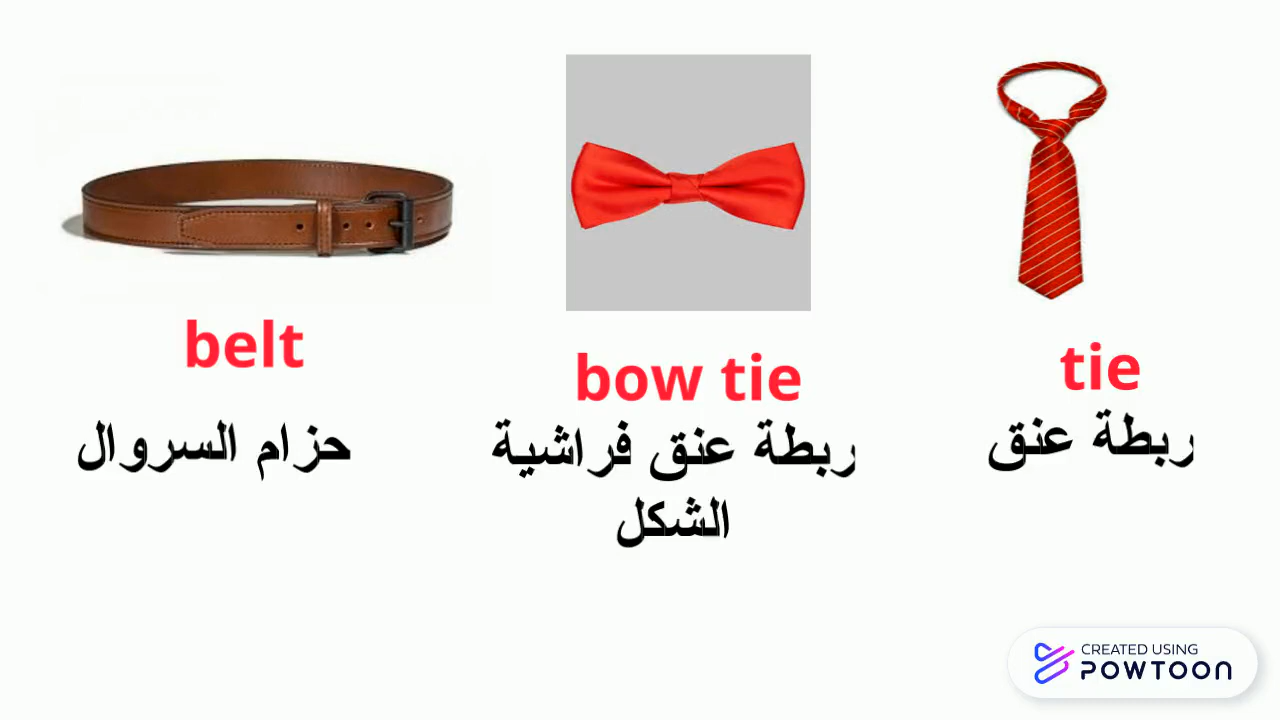 belt
حزام السروال
bow tie
ربطة عنق فراشية
الشكل
tie
ربطة عنق
CREATED USING
POWTOON